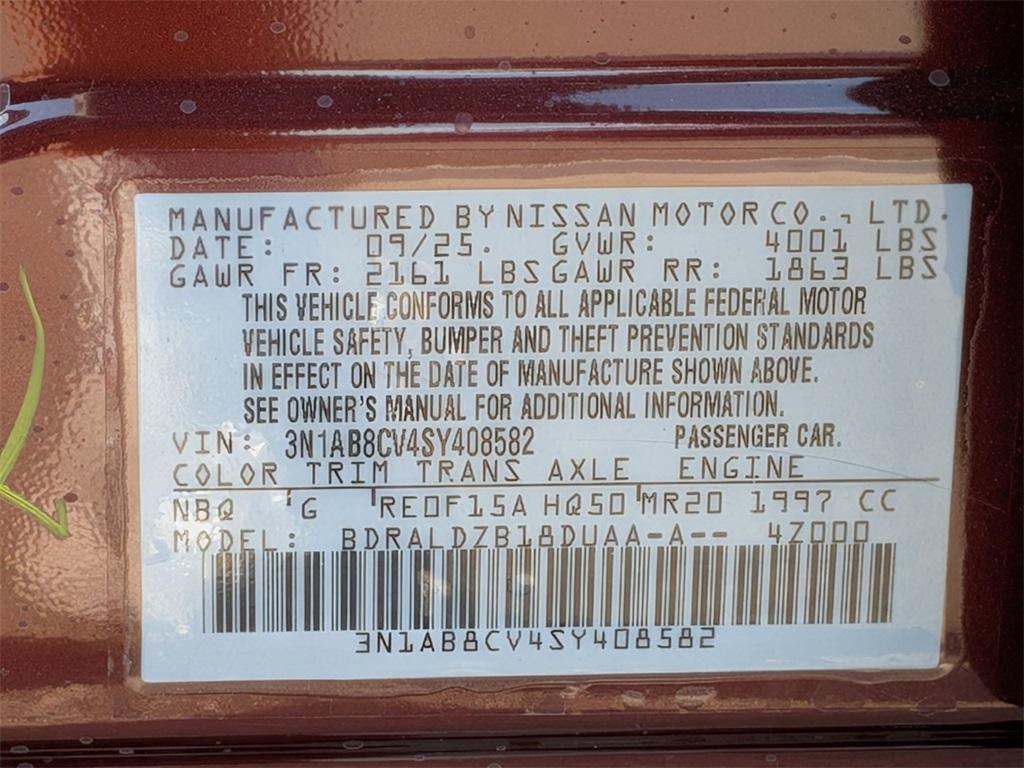 MANUFACTURED BY NISSAN MOTOR CO., LTD.
DATE: 09/25. GVWR: 4001 LBS
GAWR FR: 2161 LBS GAWR RR: 1863 LBS
THIS VEHICLE CONFORMS TO ALL APPLICABLE FEDERAL MOTOR
VEHICLE SAFETY, BUMPER AND THEFT PREVENTION STANDARDS
IN EFFECT ON THE DATE OF MANUFACTURE SHOWN ABOVE.
SEE OWNER'S MANUAL FOR ADDITIONAL INFORMATION.
VIN: 3N1AB8CV4SY408582 PASSENGER CAR.
COLOR TRIM TRANS AXLE ENGINE
NBQ G RE0F15A HQ50 MR20 1997 CC
MODEL: BDRALDZB18DUAA-A-- 4Z000
3N1AB8CV4SY408582